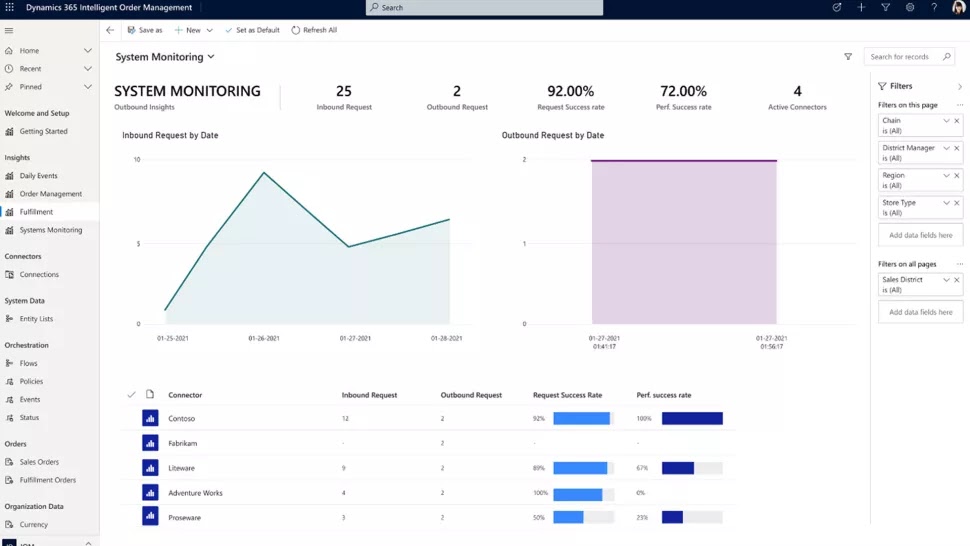 Dynamics 365 Intelligent Order Management
Search
Save as
New
Set as Default
Refresh All
Home
Recent
Pinned
Welcome and Setup
Getting Started
Insights
Daily Events
Order Management
Fulfillment
Systems Monitoring
Connectors
Connections
System Data
Entity Lists
Orchestration
Flows
Policies
Events
Status
Orders
Sales Orders
Fulfillment Orders
Organization Data
Currency
System Monitoring
Search for records
SYSTEM MONITORING
Outbound Insights
25
Inbound Request
2
Outbound Request
92.00%
Request Success rate
72.00%
Perf. Success rate
4
Active Connectors
Inbound Request by Date
10
5
0
01-25-2021 01-26-2021 01-27-2021 01-28-2021
Outbound Request by Date
2
1
0
01-27-2021 01-27-2021
01:41:17 01:56:17
Connector Inbound Request Outbound Request Request Success Rate Perf. success rate
Contoso 12 2 92% 100%
Fabrikam - 2 - -
Liteware 9 2 89% 67%
Adventure Works 4 2 100% 0%
Proseware 3 2 50% 23%
Filters
Filters on this page
Chain
is (All)
District Manager
is (All)
Region
is (All)
Store Type
is (All)
Add data fields here
Filters on all pages
Sales District
is (All)
Add data fields here